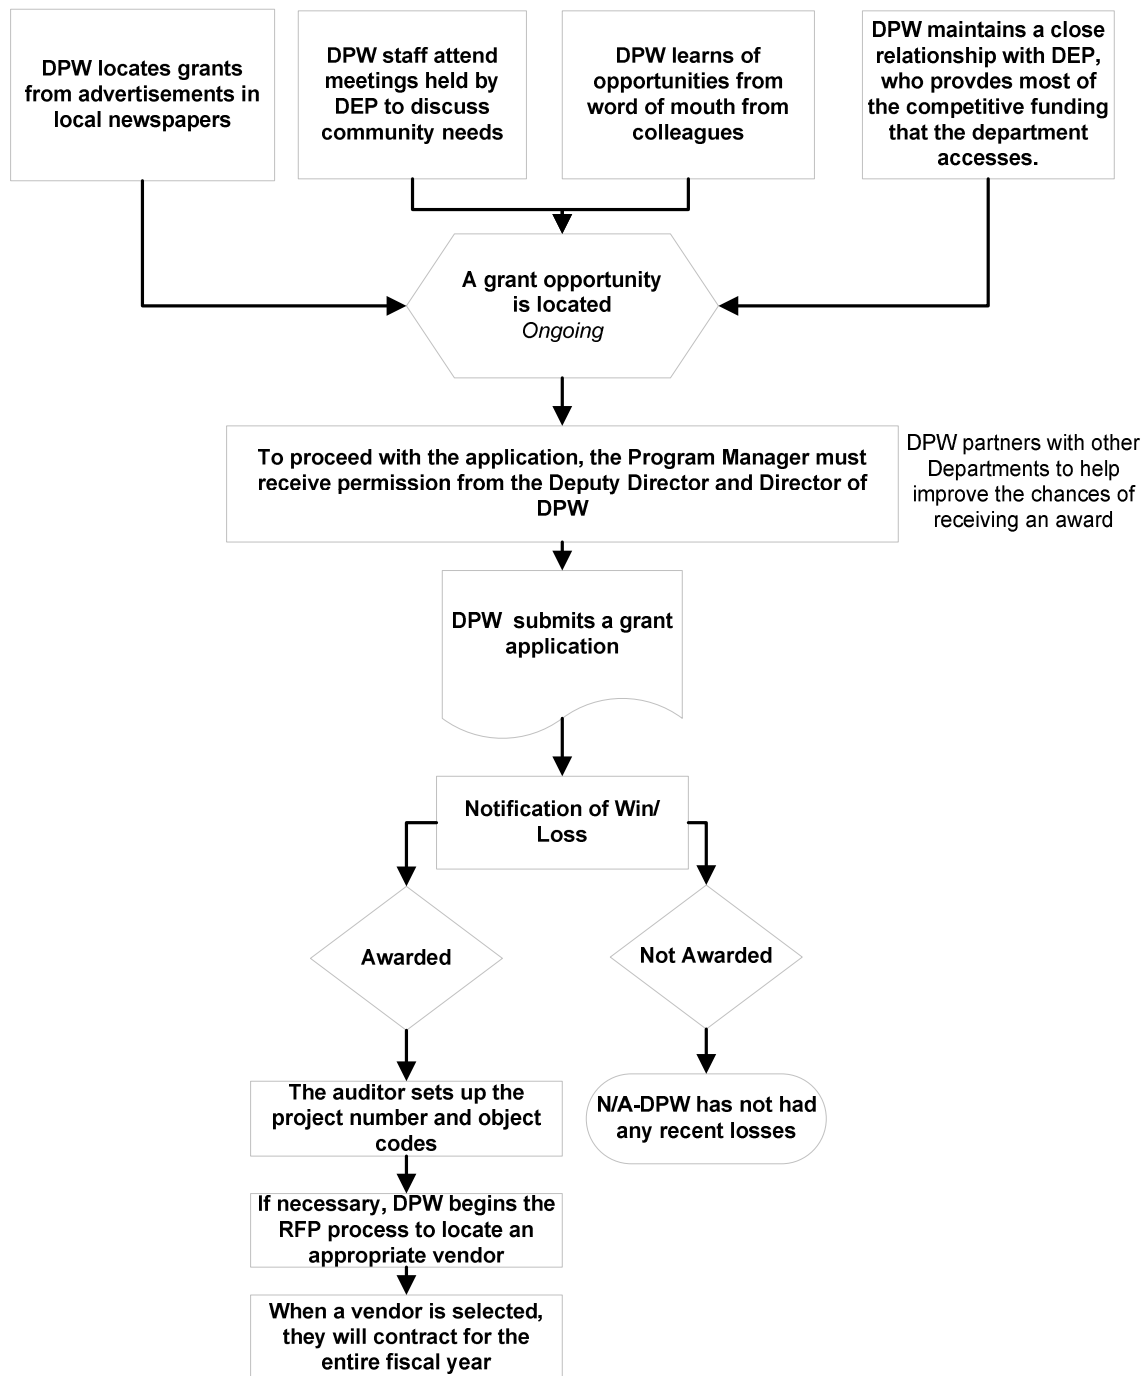 DPW locates grants
from advertisements in
local newspapers
DPW staff attend
meetings held by
DEP to discuss
community needs
DPW learns of
opportunities from
word of mouth from
colleagues
DPW maintains a close
relationship with DEP,
who provdes most of
the competitive funding
that the department
accesses.
A grant opportunity
is located
Ongoing
To proceed with the application, the Program Manager must
receive permission from the Deputy Director and Director of
DPW
DPW partners with other
Departments to help
improve the chances of
receiving an award
DPW  submits a grant
application
Notification of Win/
Loss
Awarded
Not Awarded
The auditor sets up the
project number and object
codes
N/A-DPW has not had
any recent losses
If necessary, DPW begins the
RFP process to locate an
appropriate vendor
When a vendor is selected,
they will contract for the
entire fiscal year